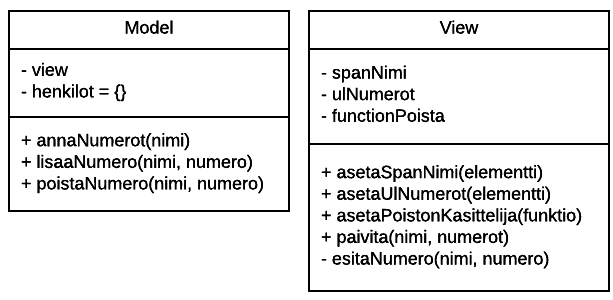 Model
- view
- henkilot = {}
+ annaNumerot(nimi)
+ lisaaNumero(nimi, numero)
+ poistaNumero(nimi, numero)
View
- spanNimi
- ulNumerot
- functionPoista
+ asetaSpanNimi(elementti)
+ asetaUlNumerot(elementti)
+ asetaPoistonKasittelija(funktio)
+ paivita(nimi, numerot)
- esitaNumero(nimi, numero)